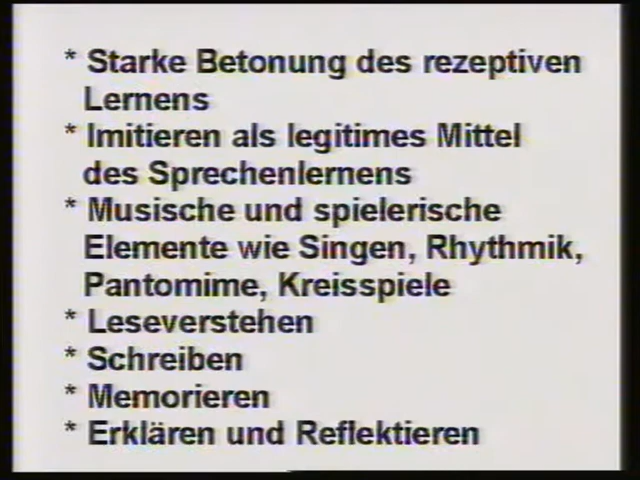 * Starke Betonung des rezeptiven
Lernens
* Imitieren als legitimes Mittel
des Sprechenlernens
* Musische und spielerische
Elemente wie Singen, Rhythmik,
Pantomime, Kreisspiele
* Leseverstehen
* Schreiben
* Memorieren
* Erklären und Reflektieren